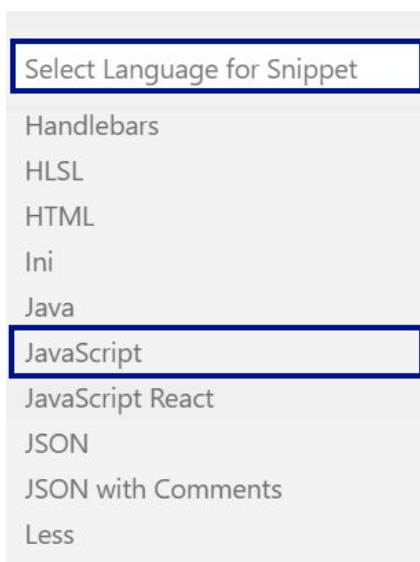 Select Language for Snippet
Handlebars
HLSL
HTML
Ini
Java
JavaScript
JavaScript React
JSON
JSON with Comments
Less